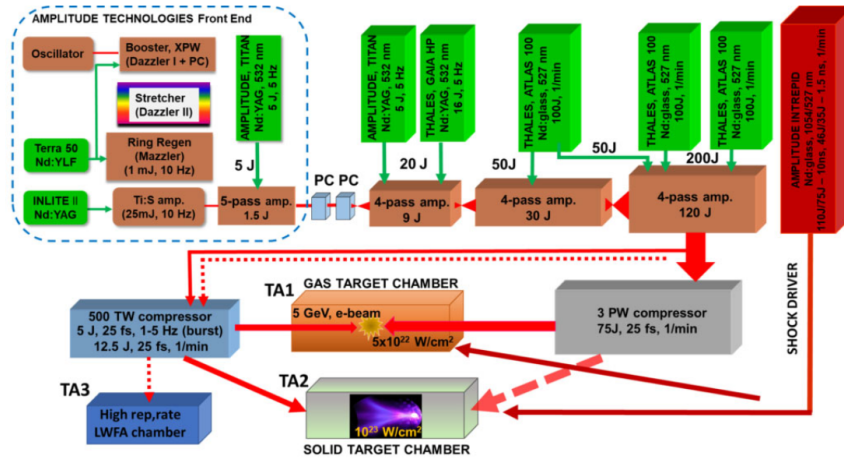 AMPLITUDE TECHNOLOGIES Front End
Oscillator
Booster, XPW
(Dazzler I + PC)
Stretcher
(Dazzler II)
Terra 50
Nd:YLF
Ring Regen
(Mazzler)
(1 mJ, 10 Hz)
INLITE II
Nd:YAG
Ti:S amp.
(25mJ, 10 Hz)
AMPLITUDE, TITAN
Nd:YAG, 532 nm
5 J, 5 Hz
5 J
5-pass amp.
1.5 J
PC PC
AMPLITUDE, TITAN
Nd:YAG, 532 nm
5 J, 5 Hz
THALES, GAIA HP
Nd:YAG, 532 nm
16 J, 5 Hz
20 J
4-pass amp.
9 J
THALES, ATLAS 100
Nd:glass, 527 nm
100J, 1/min
50J
50J
4-pass amp.
30 J
THALES, ATLAS 100
Nd:glass, 527 nm
100J, 1/min
THALES, ATLAS 100
Nd:glass, 527 nm
100J, 1/min
200J
4-pass amp.
120 J
AMPLITUDE INTREPID
Nd:glass, 1054/527 nm
110J/75J – 10ns, 46J/35J – 1.5 ns, 1/min
SHOCK DRIVER
500 TW compressor
5 J, 25 fs, 1-5 Hz (burst)
12.5 J, 25 fs, 1/min
TA1
GAS TARGET CHAMBER
5 GeV, e-beam
5x10²² W/cm²
3 PW compressor
75J, 25 fs, 1/min
TA3
High rep,rate
LWFA chamber
TA2
10²³ W/cm²
SOLID TARGET CHAMBER